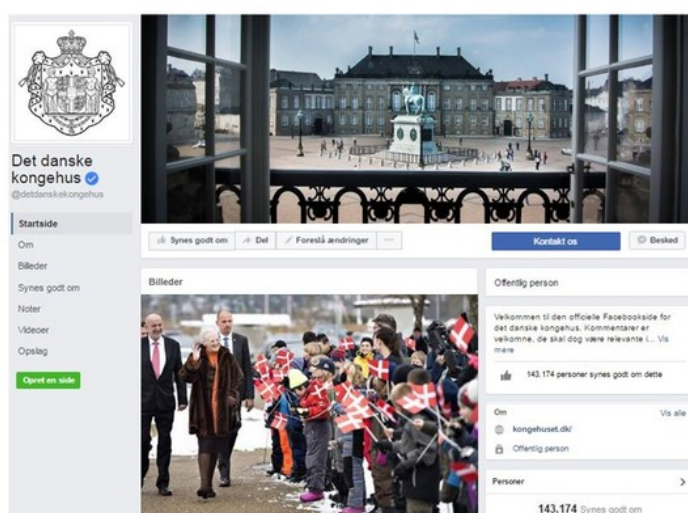 Det danske
kongehus
@detdanskekongehus
Startside
Om
Billeder
Synes godt om
Noter
Videoer
Opslag
Opret en side
Synes godt om
Del
Foreslå ændringer
Kontakt os
Besked
Billeder
Offentlig person
Velkommen til den officielle Facebookside for
det danske kongehus. Kommentarer er
velkomne, de skal dog være relevante i... Vis
mere
143.174 personer synes godt om dette
Om
Vis alle
kongehuset.dk/
Offentlig person
Personer
143.174 Synes godt om